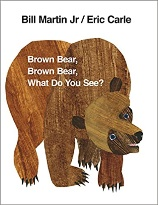 Bill Martin Jr / Eric Carle
Brown Bear,
Brown Bear,
What Do You See?